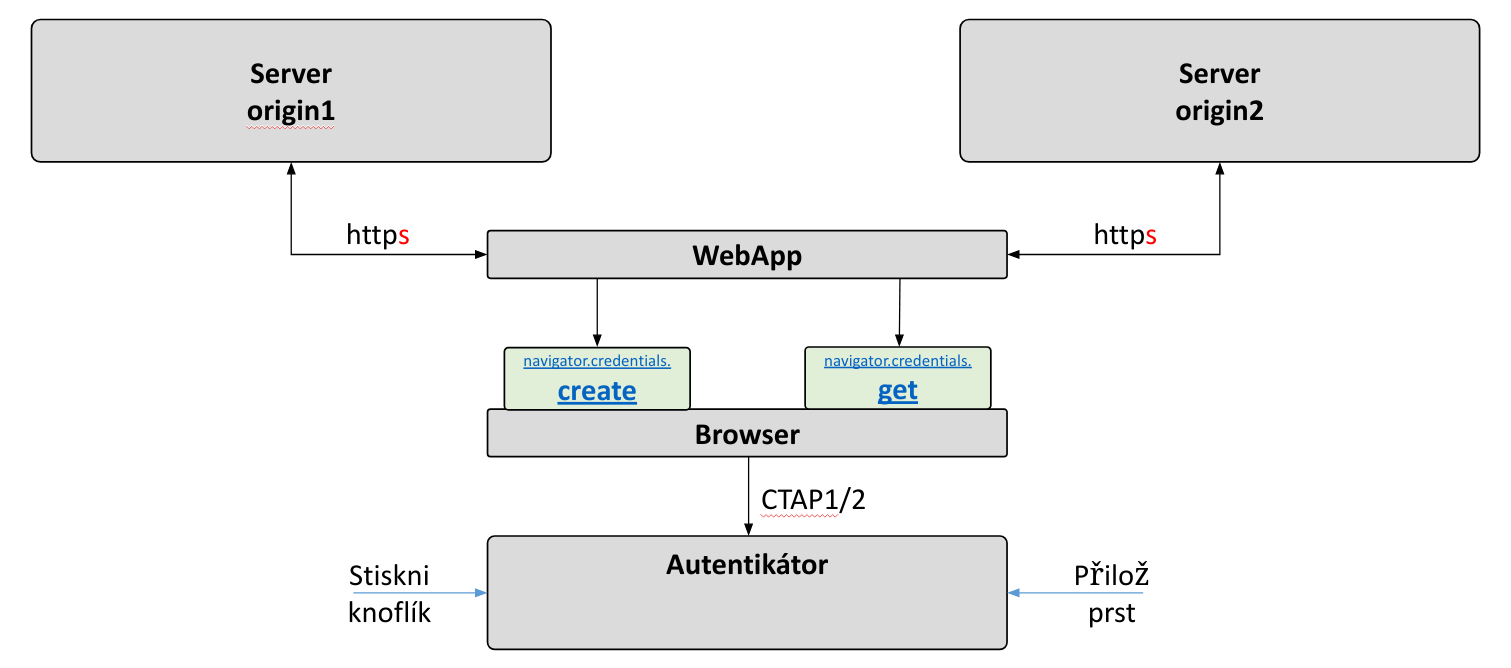 Server
origin1
Server
origin2
https
https
WebApp
navigator.credentials.
create
navigator.credentials.
get
Browser
CTAP1/2
Autentikátor
Stiskni
knoflík
Přilož
prst